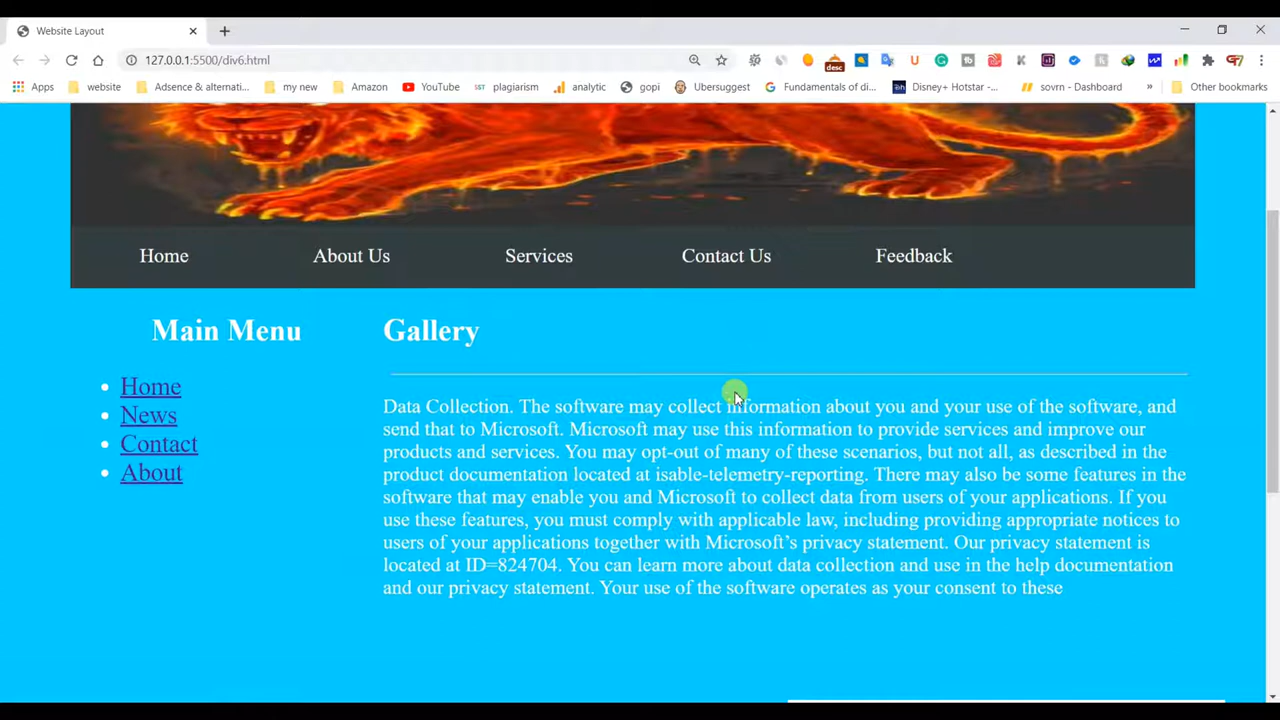 Website Layout
127.0.0.1:5500/div6.html
desc
Apps website Adsence & alternati... my new Amazon YouTube plagiarism analytic gopi Ubersuggest Fundamentals of di... Disney+ Hotstar -... sovrn - Dashboard » Other bookmarks
Home About Us Services Contact Us Feedback
Main Menu
Home
News
Contact
About
Gallery
Data Collection. The software may collect information about you and your use of the software, and
send that to Microsoft. Microsoft may use this information to provide services and improve our
products and services. You may opt-out of many of these scenarios, but not all, as described in the
product documentation located at isable-telemetry-reporting. There may also be some features in the
software that may enable you and Microsoft to collect data from users of your applications. If you
use these features, you must comply with applicable law, including providing appropriate notices to
users of your applications together with Microsoft’s privacy statement. Our privacy statement is
located at ID=824704. You can learn more about data collection and use in the help documentation
and our privacy statement. Your use of the software operates as your consent to these